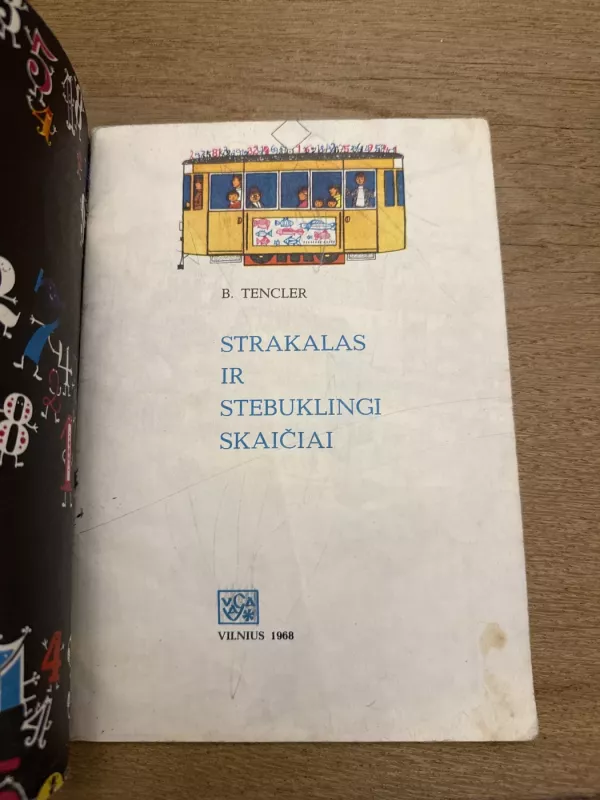 B. TENCLER
STRAKALAS
IR
STEBUKLINGI
SKAIČIAI
VAGA
VILNIUS 1968